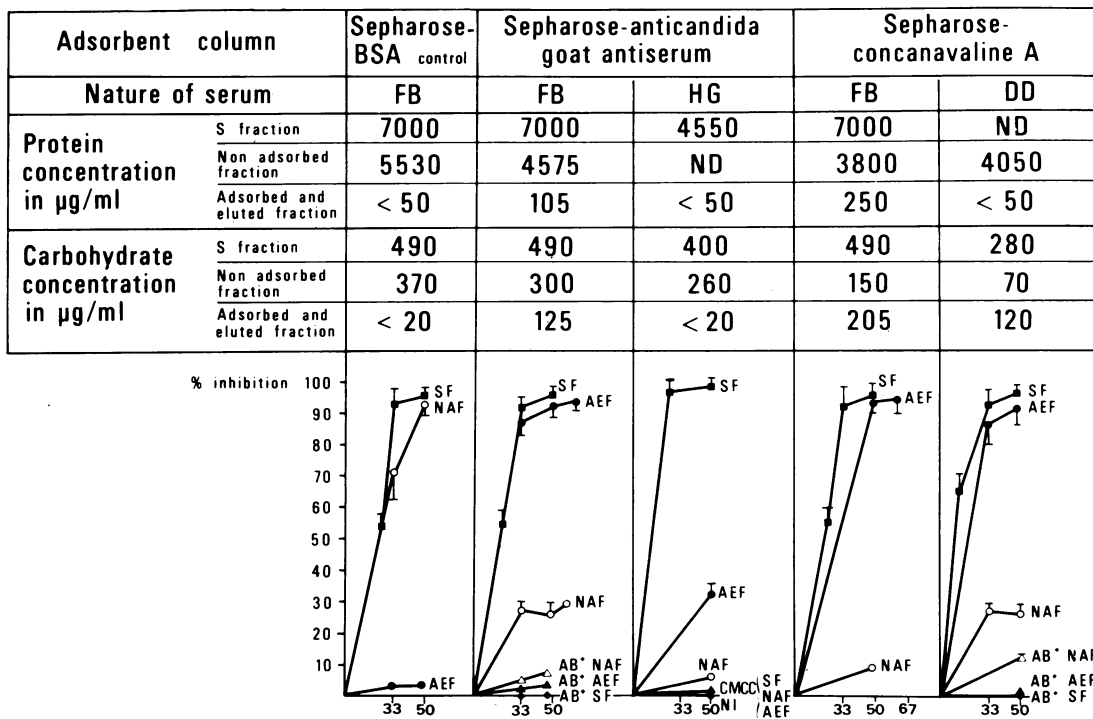 Adsorbent column
Sepharose-
BSA control
Sepharose-anticandida
goat antiserum
Sepharose-
concanavaline A
Nature of serum FB FB HG FB DD
Protein
concentration
in µg/ml
S fraction 7000 7000 4550 7000 ND
Non adsorbed
fraction 5530 4575 ND 3800 4050
Adsorbed and
eluted fraction < 50 105 < 50 250 < 50
Carbohydrate
concentration
in µg/ml
S fraction 490 490 400 490 280
Non adsorbed
fraction 370 300 260 150 70
Adsorbed and
eluted fraction < 20 125 < 20 205 120
% inhibition 100
90
80
70
60
50
40
30
20
10
SF
NAF
AEF
33 50
SF
AEF
NAF
AB+ NAF
AB+ AEF
AB+ SF
33 50
SF
AEF
NAF
CMCC
NI
SF
NAF
AEF
33 50
SF
AEF
NAF
33 50 67
SF
AEF
NAF
AB+ NAF
AB+ AEF
AB+ SF
33 50